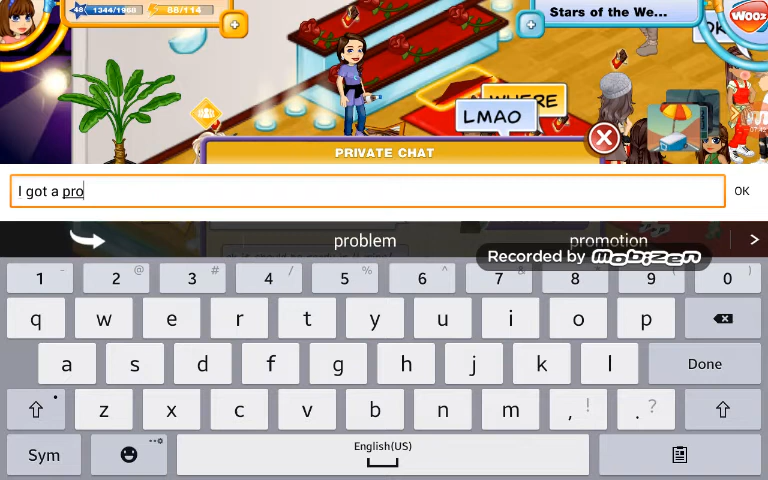 48 1344/1968 88/114
Stars of the We...
Wooz
WHERE
LMAO
PRIVATE CHAT
I got a pro
OK
problem
promotion
Recorded by mobizen
1 2 @ 3 # 4 / 5 % 6 ^ 7 & 8 * 9 ( 0 )
q w e r t y u i o p
a s d f g h j k l Done
z x c v b n m , ! . ?
Sym English(US)